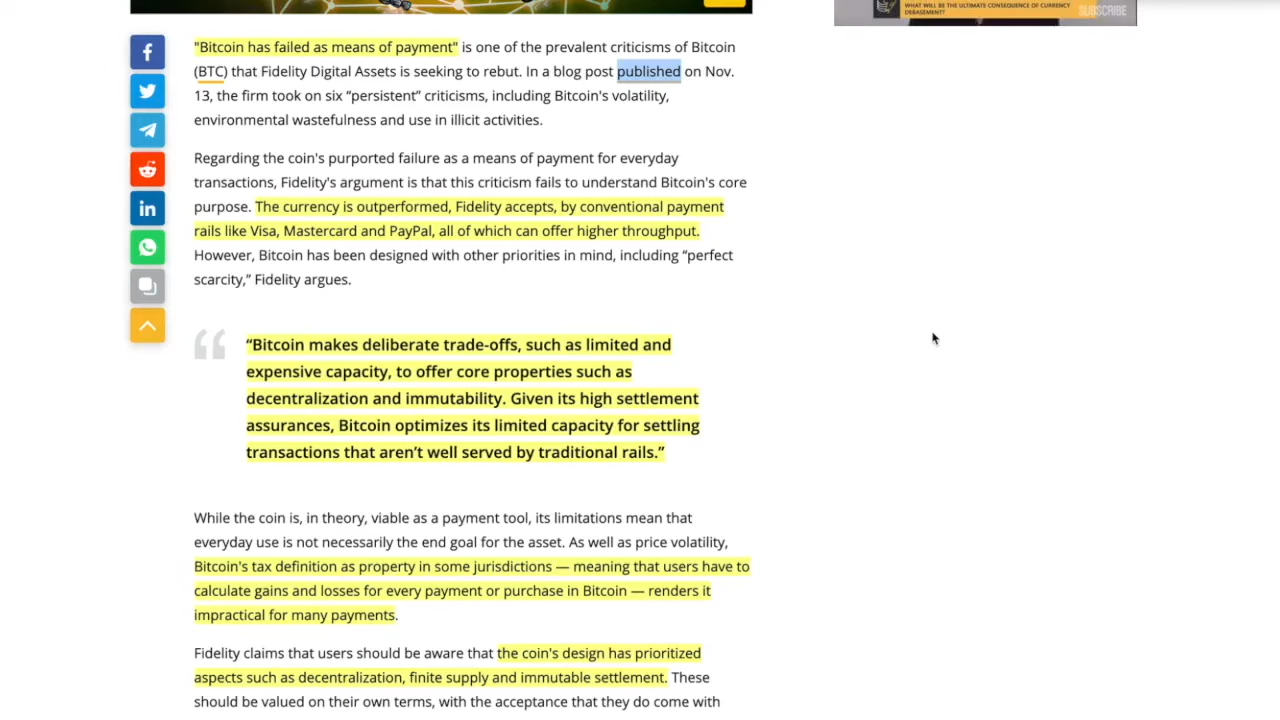 WHAT WILL BE THE ULTIMATE CONSEQUENCE OF CURRENCY
DEBASEMENT?
SUBSCRIBE
"Bitcoin has failed as means of payment" is one of the prevalent criticisms of Bitcoin
(BTC) that Fidelity Digital Assets is seeking to rebut. In a blog post published on Nov.
13, the firm took on six “persistent” criticisms, including Bitcoin's volatility,
environmental wastefulness and use in illicit activities.
Regarding the coin's purported failure as a means of payment for everyday
transactions, Fidelity's argument is that this criticism fails to understand Bitcoin's core
purpose. The currency is outperformed, Fidelity accepts, by conventional payment
rails like Visa, Mastercard and PayPal, all of which can offer higher throughput.
However, Bitcoin has been designed with other priorities in mind, including “perfect
scarcity,” Fidelity argues.
“Bitcoin makes deliberate trade-offs, such as limited and
expensive capacity, to offer core properties such as
decentralization and immutability. Given its high settlement
assurances, Bitcoin optimizes its limited capacity for settling
transactions that aren’t well served by traditional rails.”
While the coin is, in theory, viable as a payment tool, its limitations mean that
everyday use is not necessarily the end goal for the asset. As well as price volatility,
Bitcoin's tax definition as property in some jurisdictions — meaning that users have to
calculate gains and losses for every payment or purchase in Bitcoin — renders it
impractical for many payments.
Fidelity claims that users should be aware that the coin's design has prioritized
aspects such as decentralization, finite supply and immutable settlement. These
should be valued on their own terms, with the acceptance that they do come with